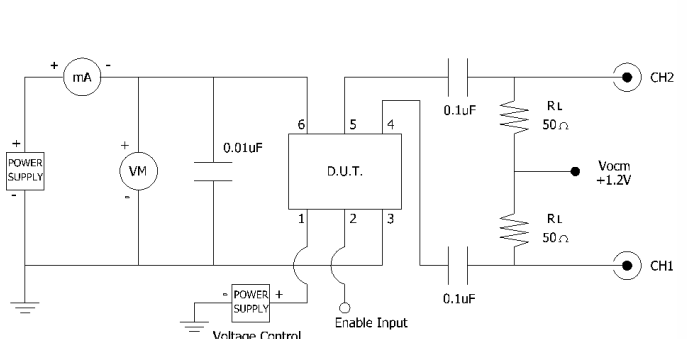 + mA -
CH2
6 5 4
0.1uF
RL
50Ω
+
POWER
SUPPLY
-
+
VM
-
0.01uF
D.U.T.
Vocm
+1.2V
1 2 3
RL
50Ω
CH1
0.1uF
- POWER
SUPPLY +
Enable Input
Voltage Control